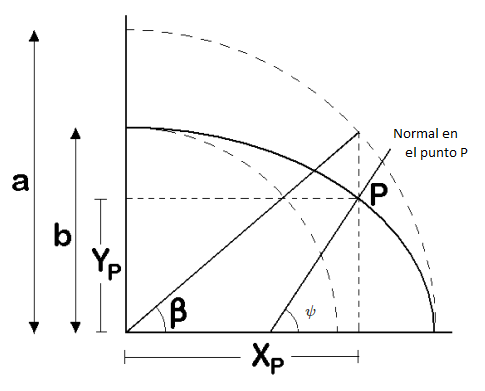 a
b
Y_P
β
ψ
P
Normal en
el punto P
X_P